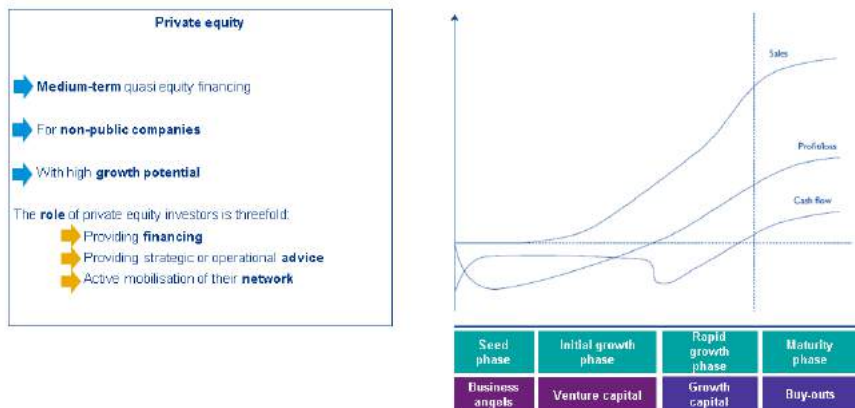 Private equity
Medium-term quasi equity financing
For non-public companies
With high growth potential
The role of private equity investors is threefold:
Providing financing
Providing strategic or operational advice
Active mobilisation of their network
Sales
Profit/loss
Cash flow
Seed phase
Initial growth phase
Rapid growth phase
Maturity phase
Business angels
Venture capital
Growth capital
Buy-outs